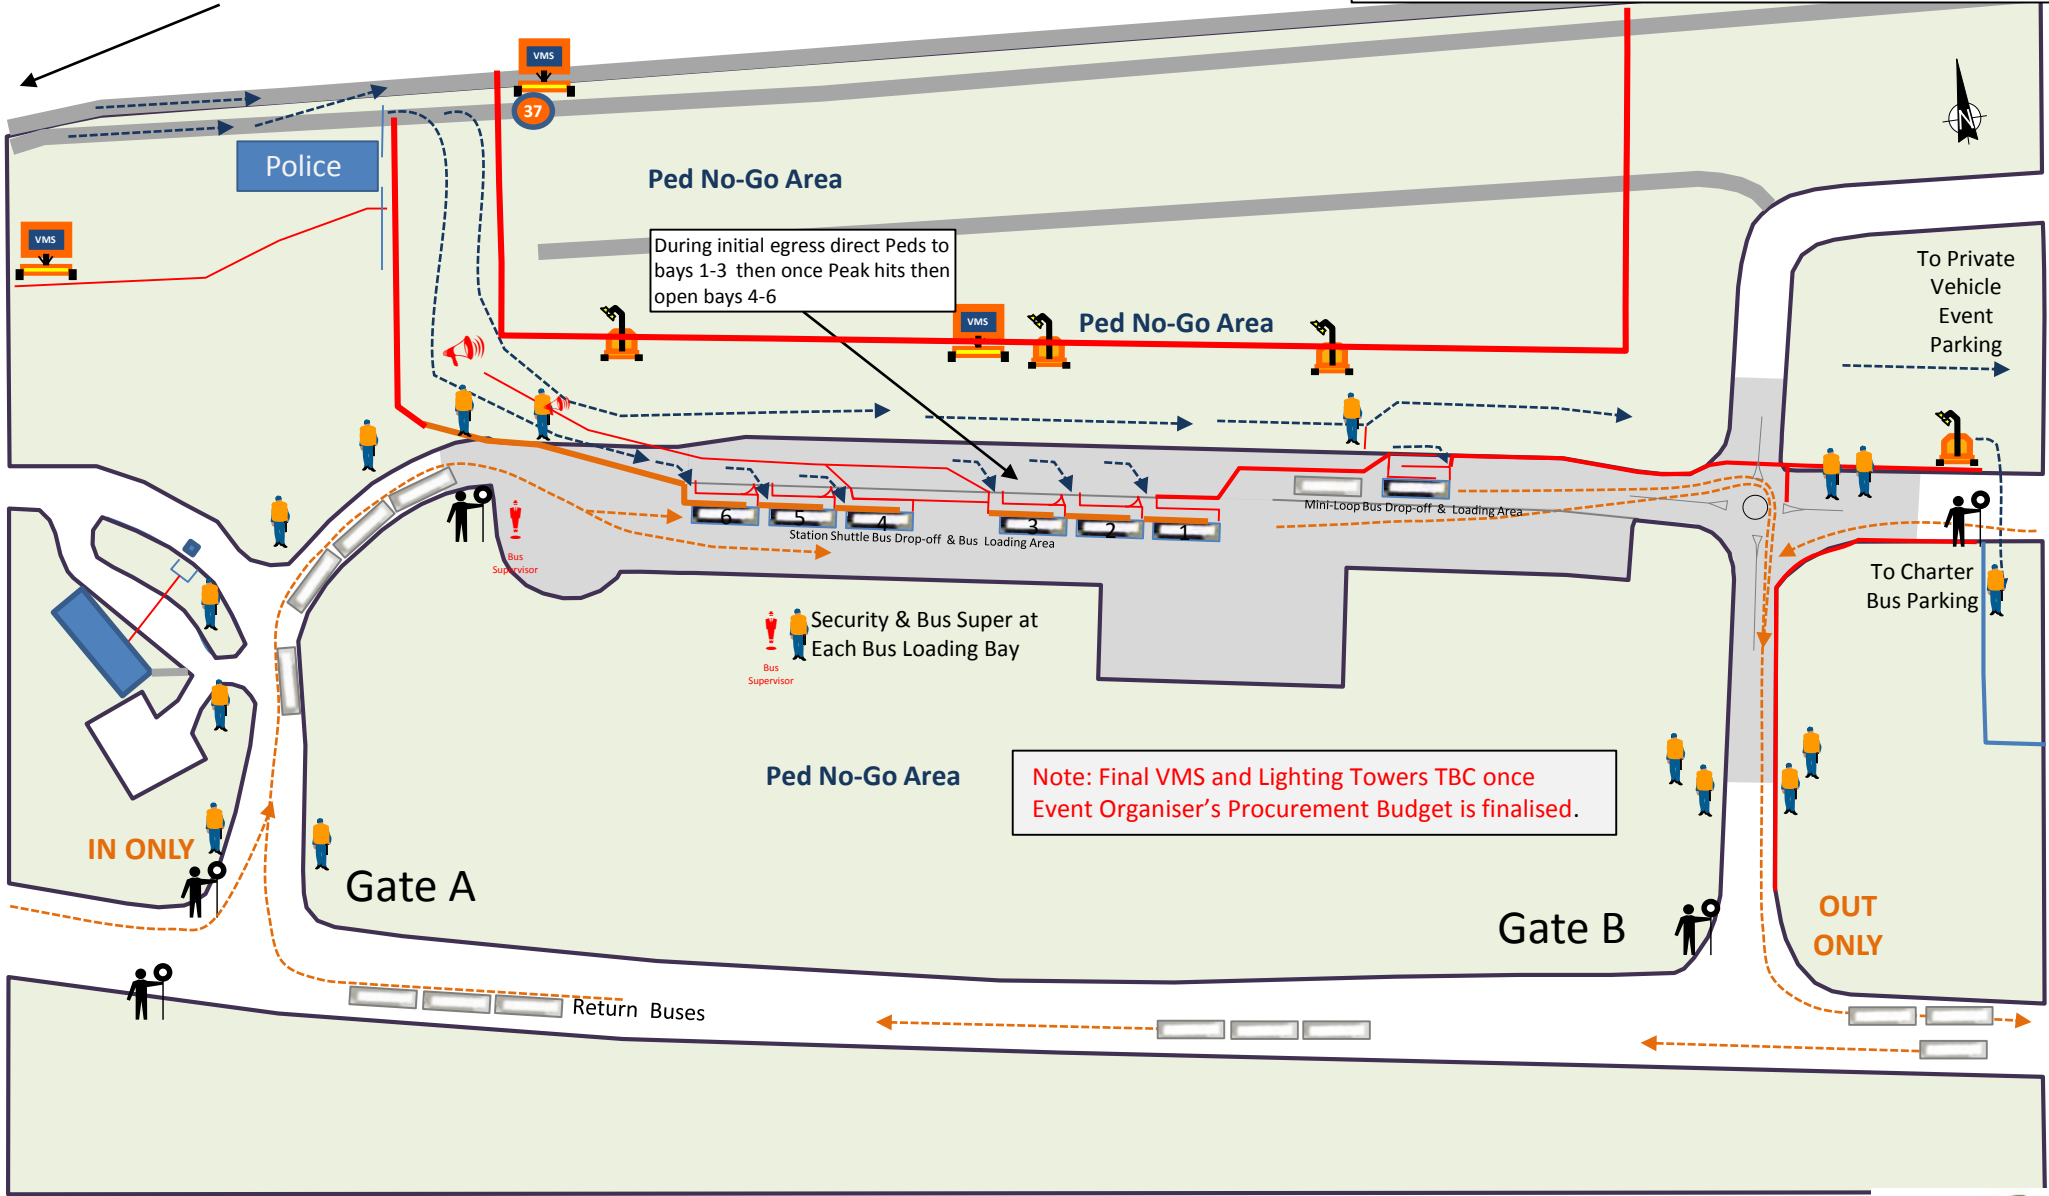 VMS
37
Police
Ped No-Go Area
VMS
During initial egress direct Peds to
bays 1-3 then once Peak hits then
open bays 4-6
To Private
Vehicle
Event
Parking
VMS
Ped No-Go Area
N
6
5
4
3
2
1
Mini-Loop Bus Drop-off & Loading Area
Station Shuttle Bus Drop-off & Bus Loading Area
Bus
Supervisor
To Charter
Bus Parking
Security & Bus Super at
Each Bus Loading Bay
Bus
Supervisor
Ped No-Go Area
Note: Final VMS and Lighting Towers TBC once
Event Organiser’s Procurement Budget is finalised.
IN ONLY
Gate A
Gate B
OUT
ONLY
Return Buses